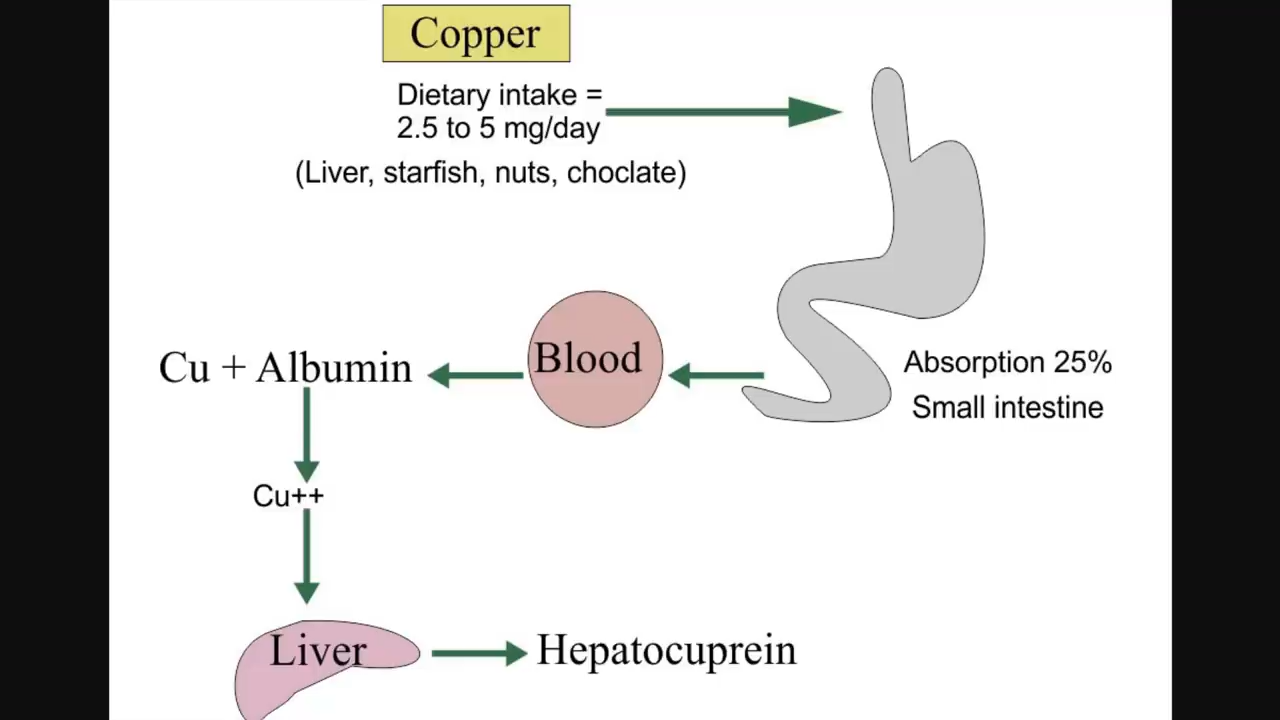 Copper
Dietary intake =
2.5 to 5 mg/day
(Liver, starfish, nuts, choclate)
Absorption 25%
Small intestine
Blood
Cu + Albumin
Cu++
Liver
Hepatocuprein